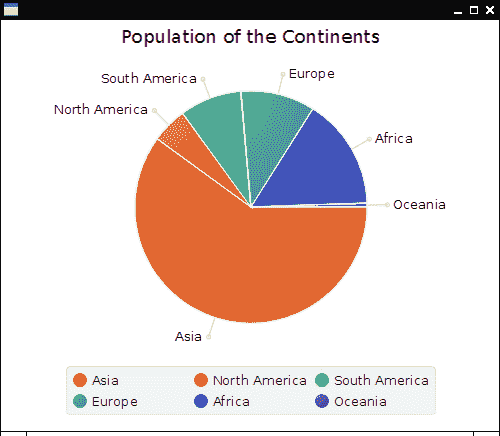 Population of the Continents
South America
Europe
North America
Africa
Oceania
Asia
Asia North America South America
Europe Africa Oceania